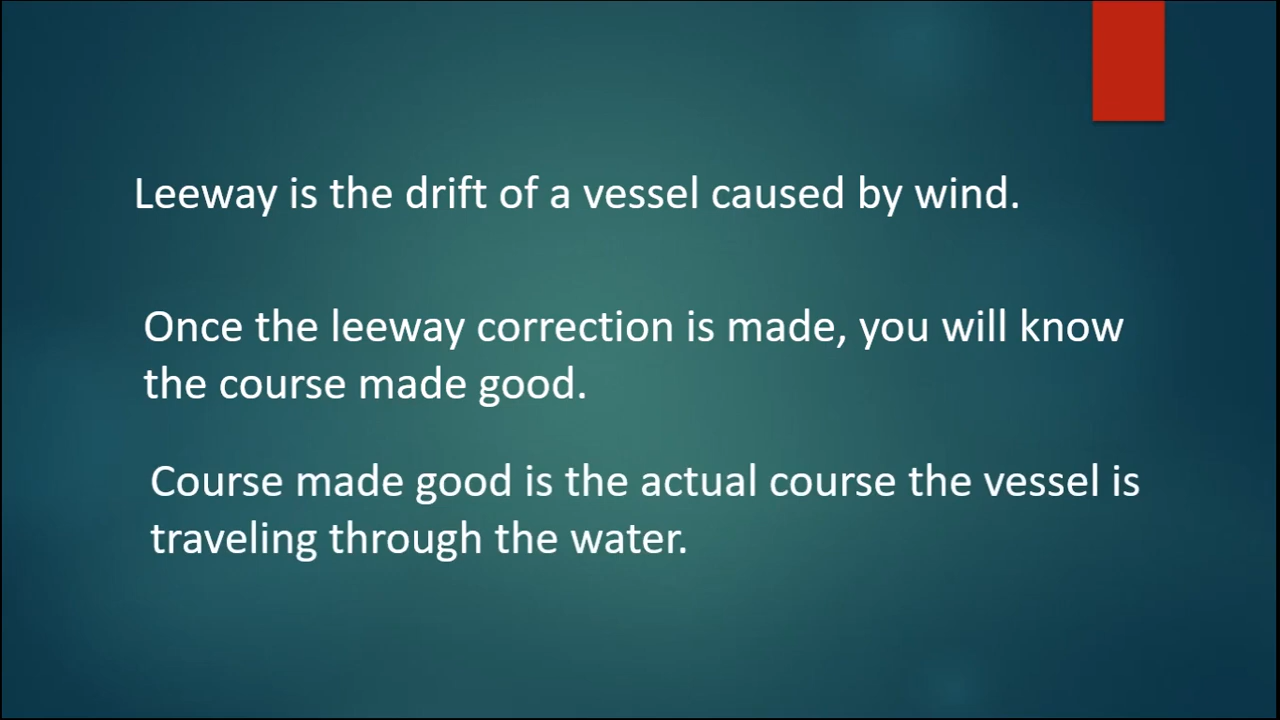 Leeway is the drift of a vessel caused by wind.
Once the leeway correction is made, you will know
the course made good.
Course made good is the actual course the vessel is
traveling through the water.